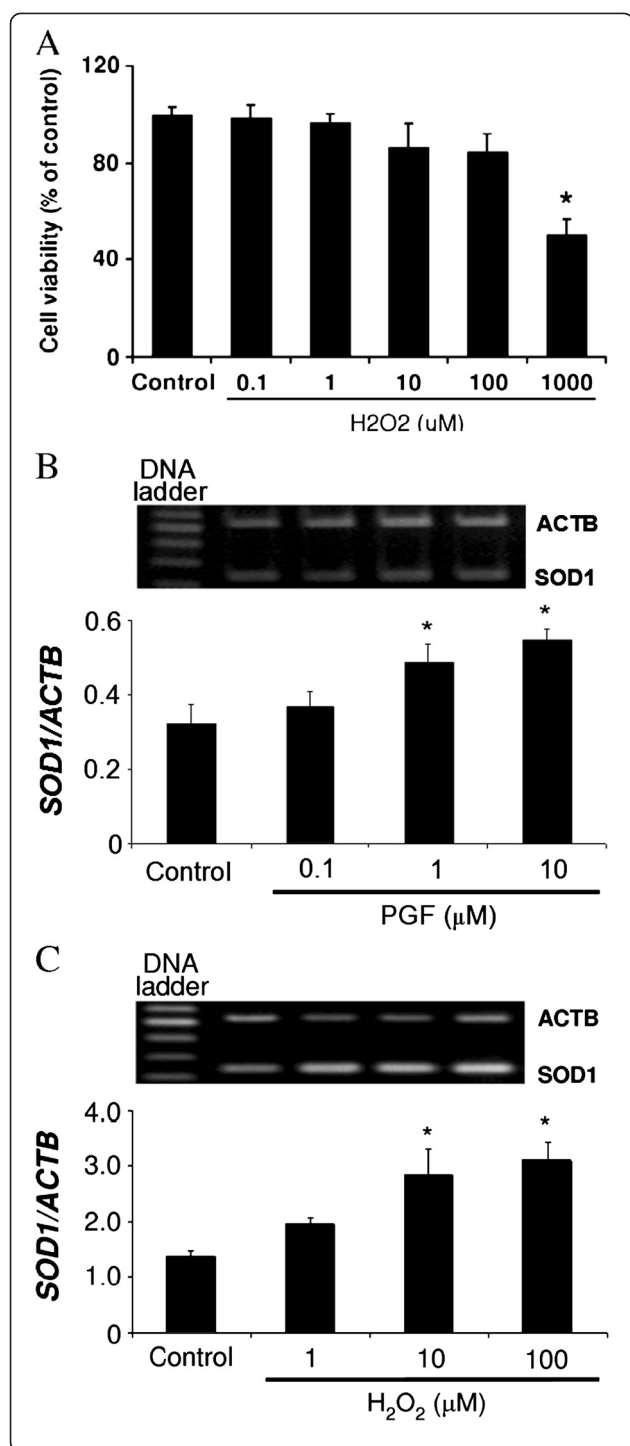 A
Cell viability (% of control)
120
80
40
0
*
Control 0.1 1 10 100 1000
H2O2 (uM)
B
DNA
ladder
ACTB
SOD1
SOD1/ACTB
0.6
0.4
0.2
0
* *
Control 0.1 1 10
PGF (μM)
C
DNA
ladder
ACTB
SOD1
SOD1/ACTB
4.0
3.0
2.0
1.0
0
* *
Control 1 10 100
H₂O₂ (μM)